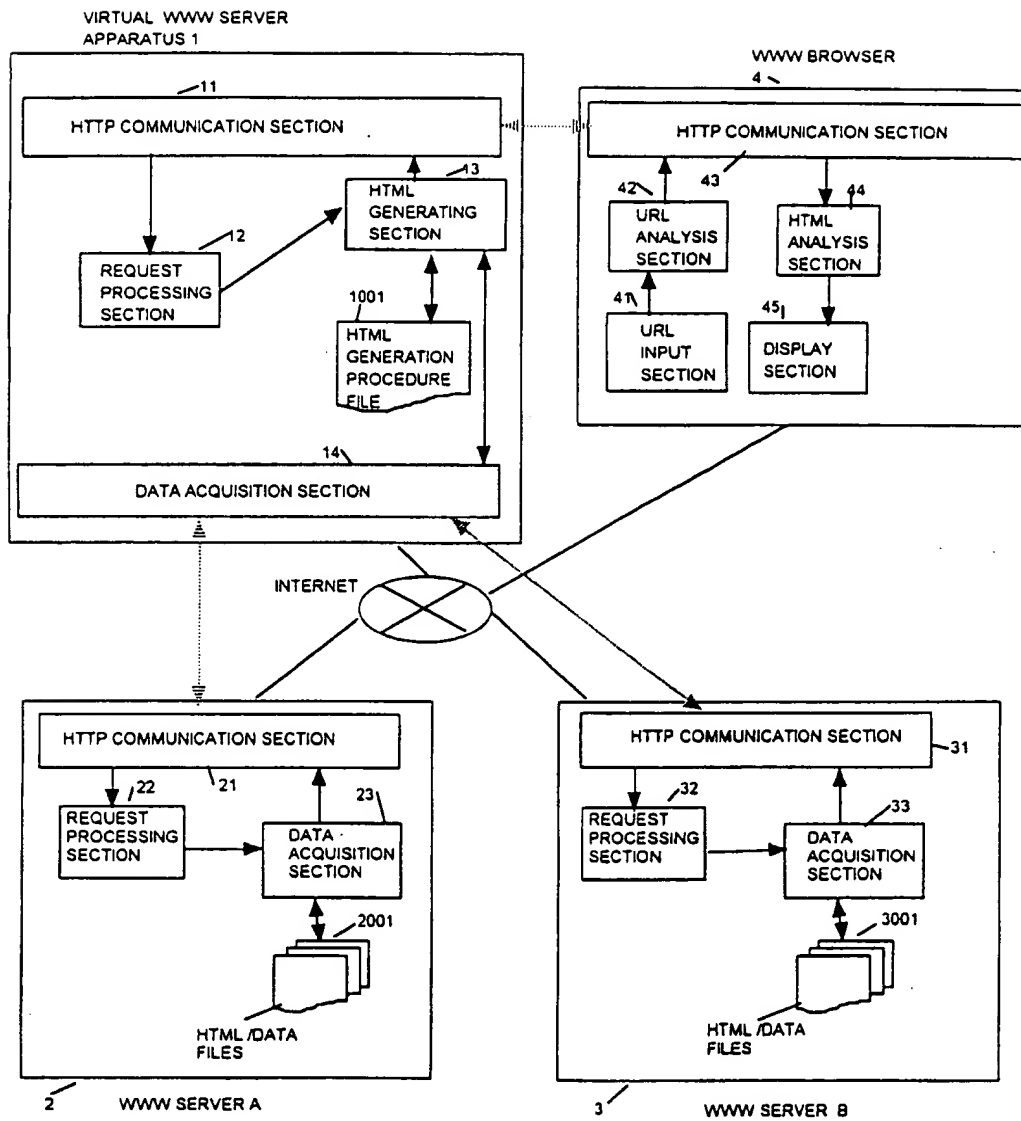 VIRTUAL WWW SERVER
APPARATUS 1
11
HTTP COMMUNICATION SECTION
13
HTML
GENERATING
SECTION
12
REQUEST
PROCESSING
SECTION
1001
HTML
GENERATION
PROCEDURE
FILE
14
DATA ACQUISITION SECTION
WWW BROWSER
4
HTTP COMMUNICATION SECTION
43
42
URL
ANALYSIS
SECTION
44
HTML
ANALYSIS
SECTION
41
URL
INPUT
SECTION
45
DISPLAY
SECTION
INTERNET
HTTP COMMUNICATION SECTION
21
22
REQUEST
PROCESSING
SECTION
23
DATA
ACQUISITION
SECTION
2001
HTML/DATA
FILES
2
WWW SERVER A
HTTP COMMUNICATION SECTION
31
32
REQUEST
PROCESSING
SECTION
33
DATA
ACQUISITION
SECTION
3001
HTML/DATA
FILES
3
WWW SERVER B